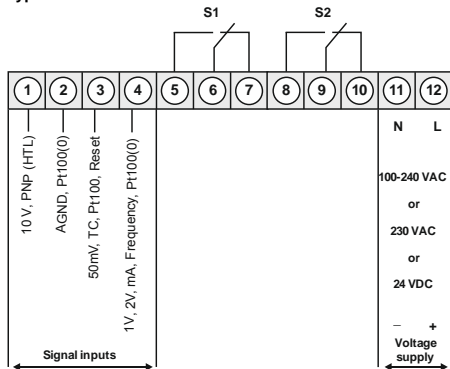 S1 S2
1 2 3 4 5 6 7 8 9 10 11 12
10 V, PNP (HTL)
AGND, Pt100(0)
50mV, TC, Pt100, Reset
1V, 2V, mA, Frequency, Pt100(0)
N L
100-240 VAC
or
230 VAC
or
24 VDC
– +
Signal inputs
Voltage
supply